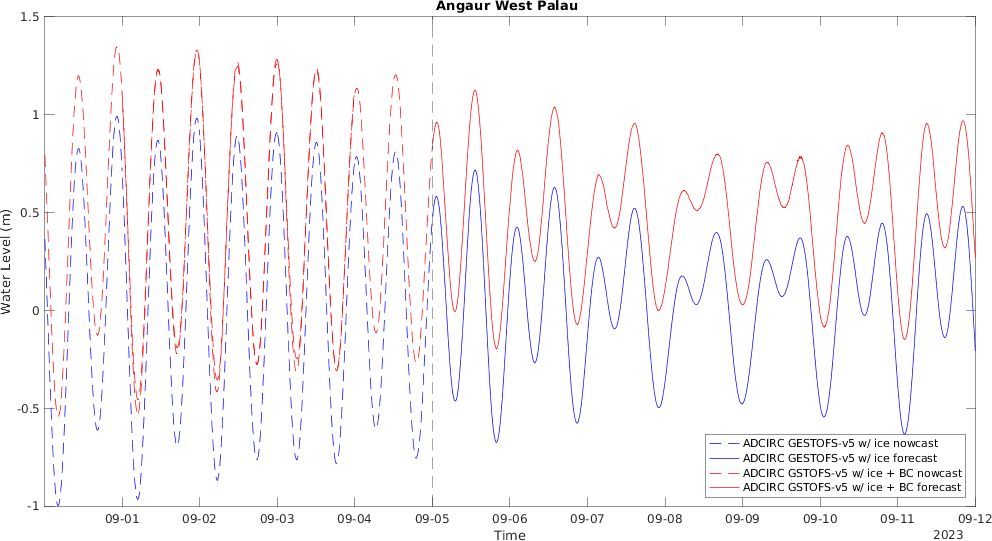 Angaur West Palau
Water Level (m)
1.5
1
0.5
0
-0.5
-1
09-01 09-02 09-03 09-04 09-05 09-06 09-07 09-08 09-09 09-10 09-11 09-12
Time
2023
ADCIRC GESTOFS-v5 w/ ice nowcast
ADCIRC GESTOFS-v5 w/ ice forecast
ADCIRC GSTOFS-v5 w/ ice + BC nowcast
ADCIRC GSTOFS-v5 w/ ice + BC forecast